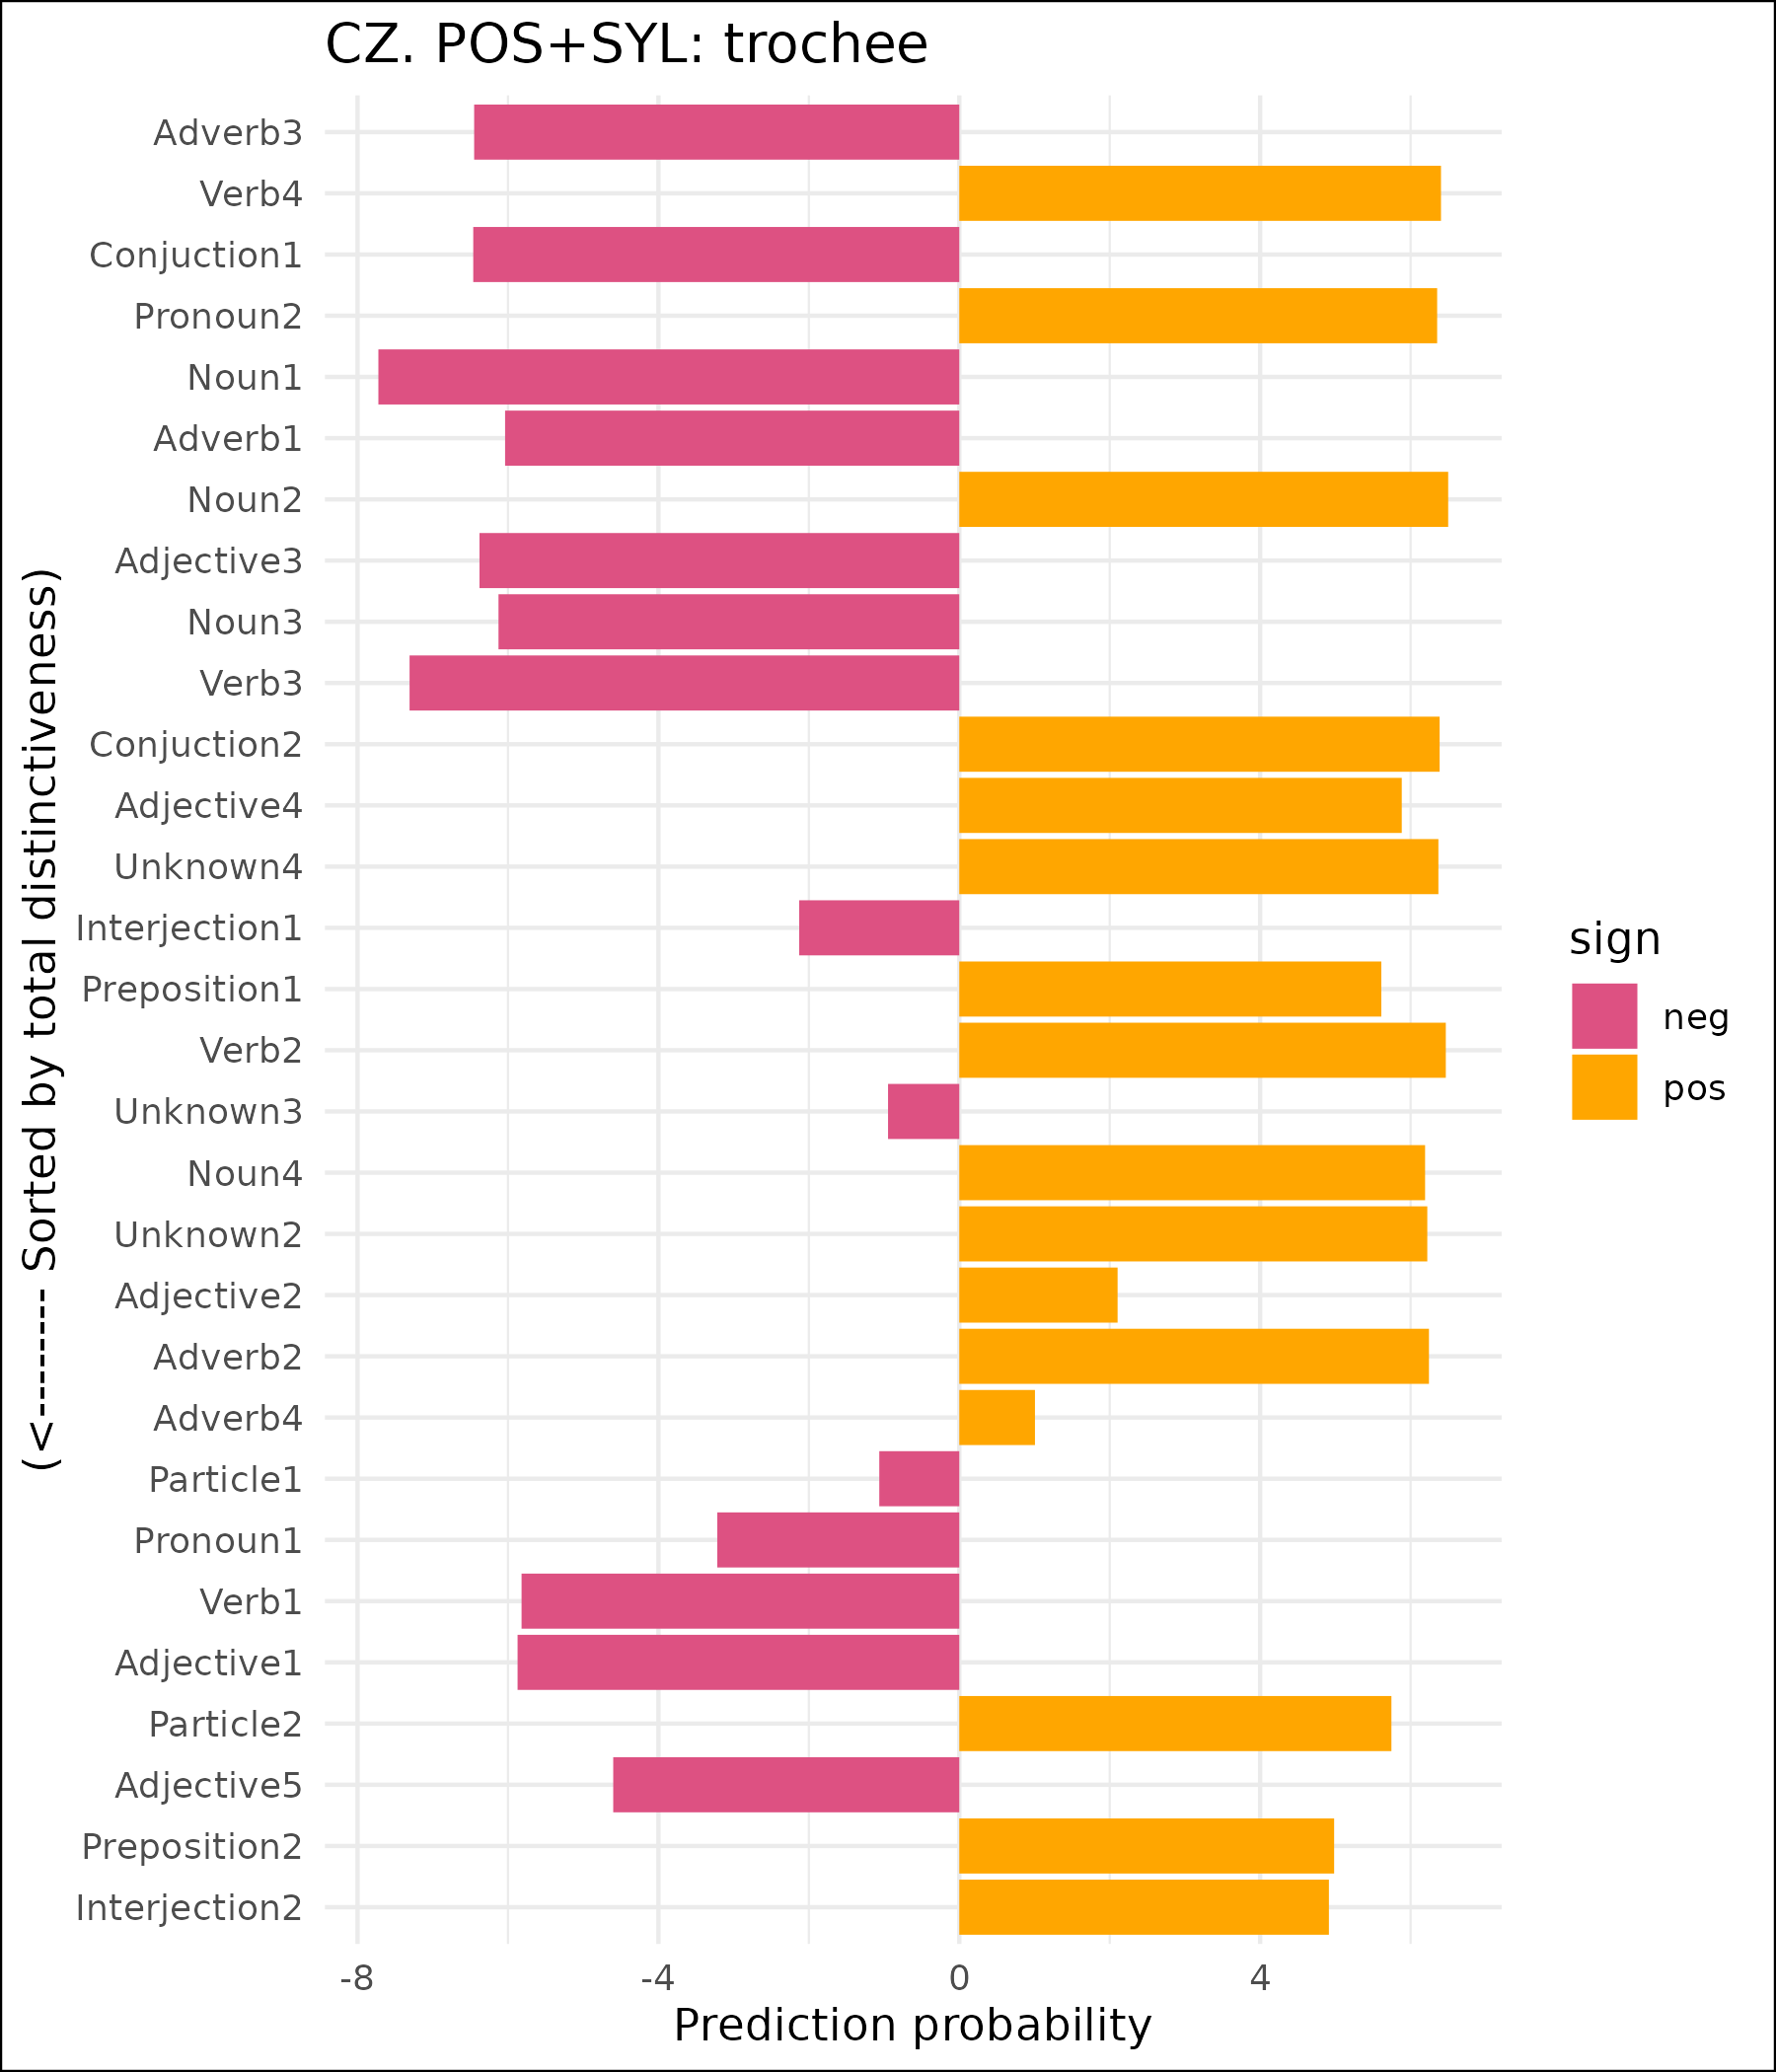 CZ. POS+SYL: trochee
(<--------- Sorted by total distinctiveness)
Adverb3
Verb4
Conjuction1
Pronoun2
Noun1
Adverb1
Noun2
Adjective3
Noun3
Verb3
Conjuction2
Adjective4
Unknown4
Interjection1
Preposition1
Verb2
Unknown3
Noun4
Unknown2
Adjective2
Adverb2
Adverb4
Particle1
Pronoun1
Verb1
Adjective1
Particle2
Adjective5
Preposition2
Interjection2
-8 -4 0 4
Prediction probability
sign
neg
pos